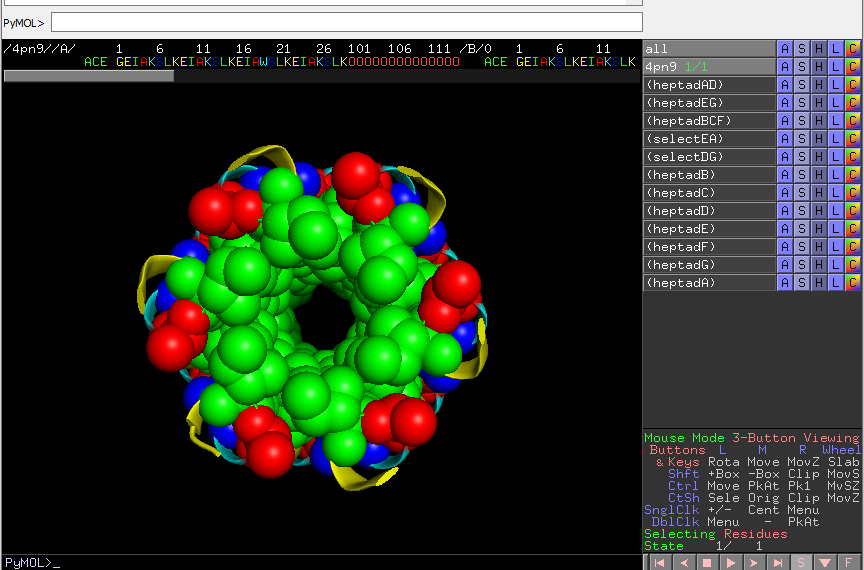 PyMOL>
/4pn9//A/ 1 6 11 16 21 26 101 106 111 /B/0 1 6 11
ACE GEIAKSLKEIAKSLKEIAWSLKEIAKSLKOOOOOOOOOOOOOO ACE GEIAKSLKEIAKSLK
all A S H L C
4pn9 1/1 A S H L C
(heptadAD) A S H L C
(heptadEG) A S H L C
(heptadBCF) A S H L C
(selectEA) A S H L C
(selectDG) A S H L C
(heptadB) A S H L C
(heptadC) A S H L C
(heptadD) A S H L C
(heptadE) A S H L C
(heptadF) A S H L C
(heptadG) A S H L C
(heptadA) A S H L C
Mouse Mode 3-Button Viewing
Buttons L M R Wheel
& Keys Rota Move MovZ Slab
Shft +Box -Box Clip MovS
Ctrl Move PkAt Pk1 MvSZ
CtSh Sele Orig Clip MovZ
SnglClk +/- Cent Menu
DblClk Menu - PkAt
Selecting Residues
State 1/ 1
PyMOL>_
S F